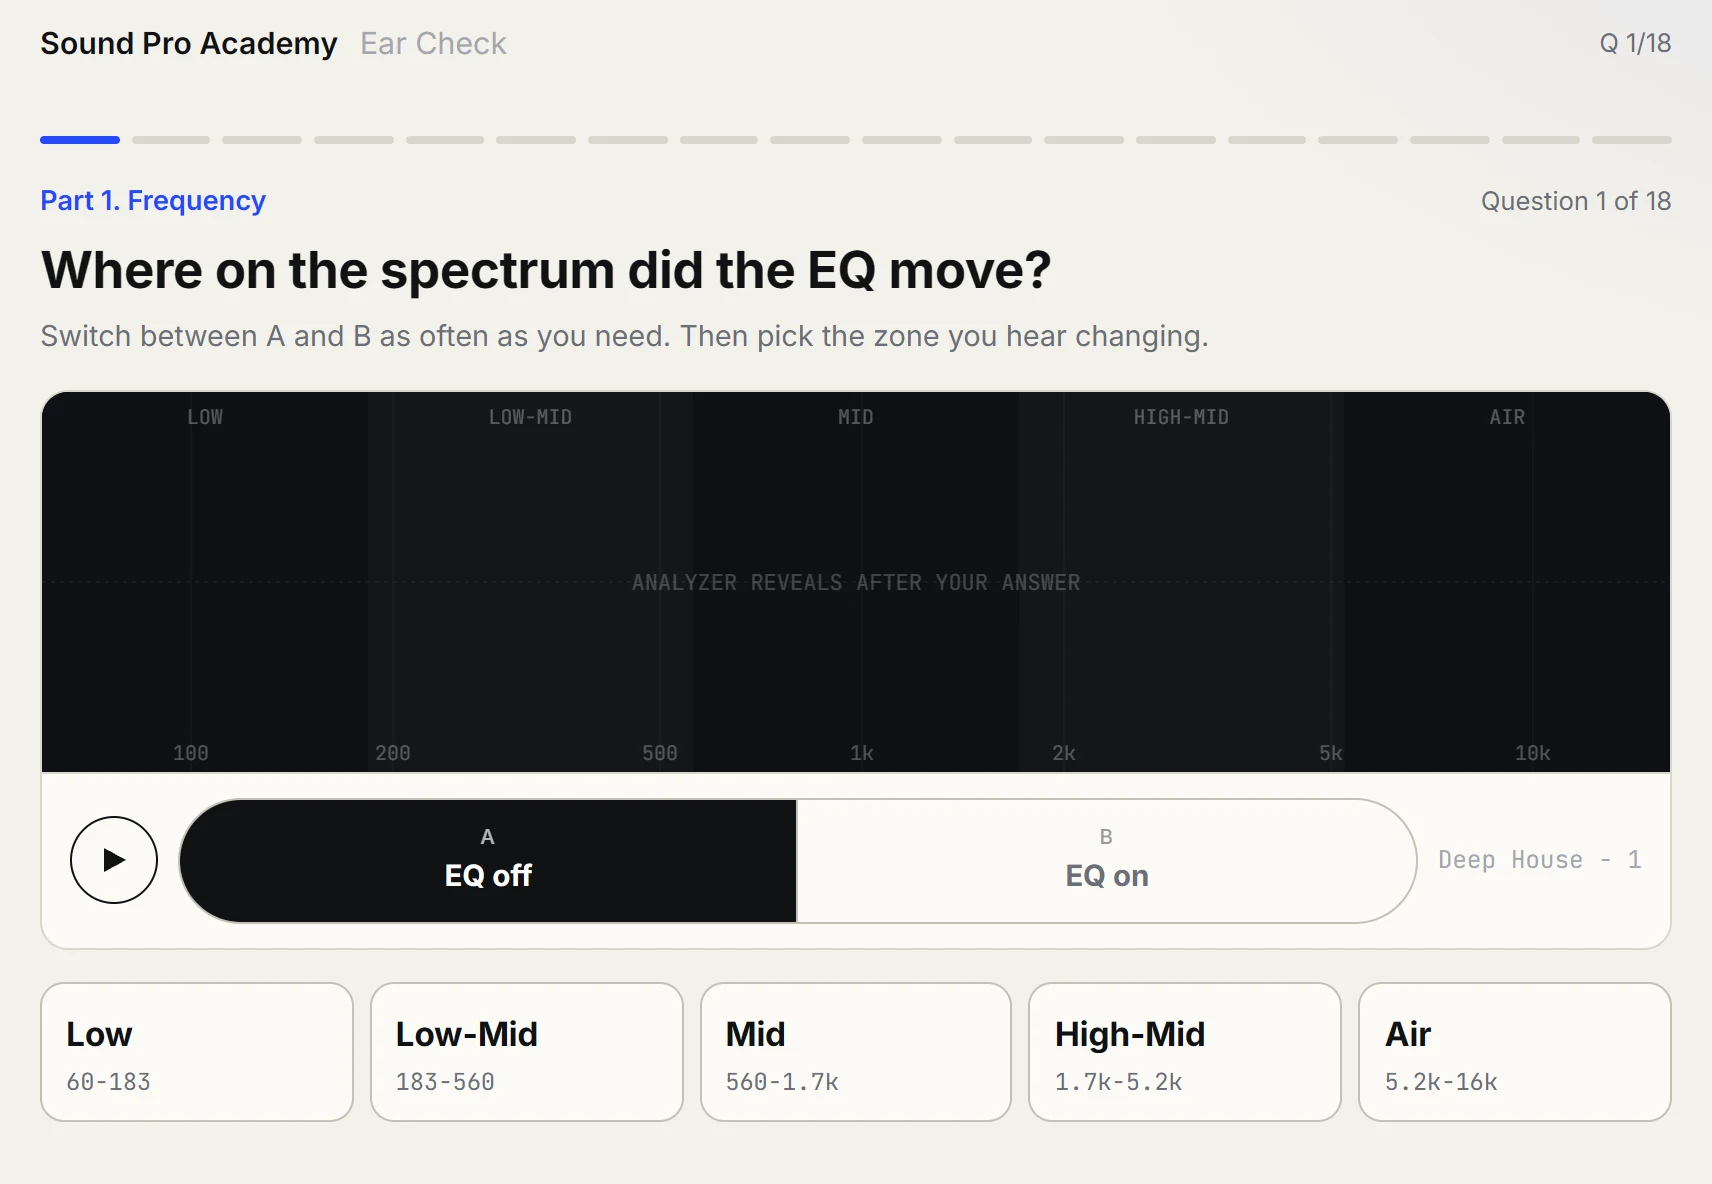 Sound Pro Academy Ear Check Q 1/18
Part 1. Frequency Question 1 of 18
Where on the spectrum did the EQ move?
Switch between A and B as often as you need. Then pick the zone you hear changing.
LOW LOW-MID MID HIGH-MID AIR
ANALYZER REVEALS AFTER YOUR ANSWER
100 200 500 1k 2k 5k 10k
A B
EQ off EQ on Deep House - 1
Low Low-Mid Mid High-Mid Air
60-183 183-560 560-1.7k 1.7k-5.2k 5.2k-16k